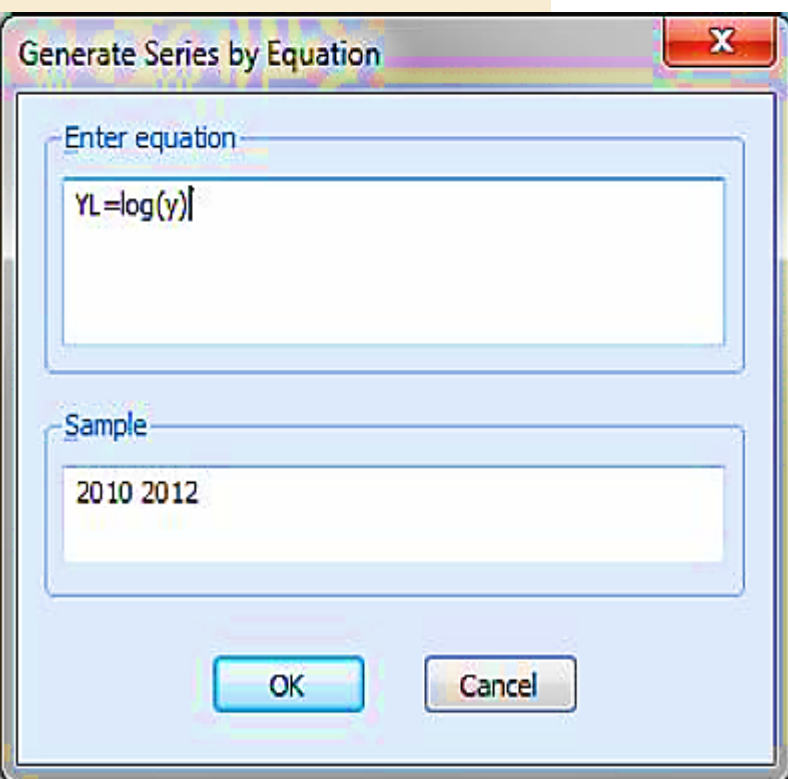 Generate Series by Equation
X
Enter equation
YL=log(y)
Sample
2010 2012
OK
Cancel